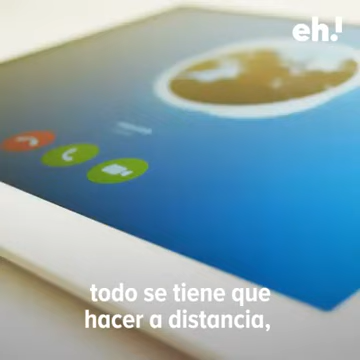 eh!
todo se tiene que
hacer a distancia,